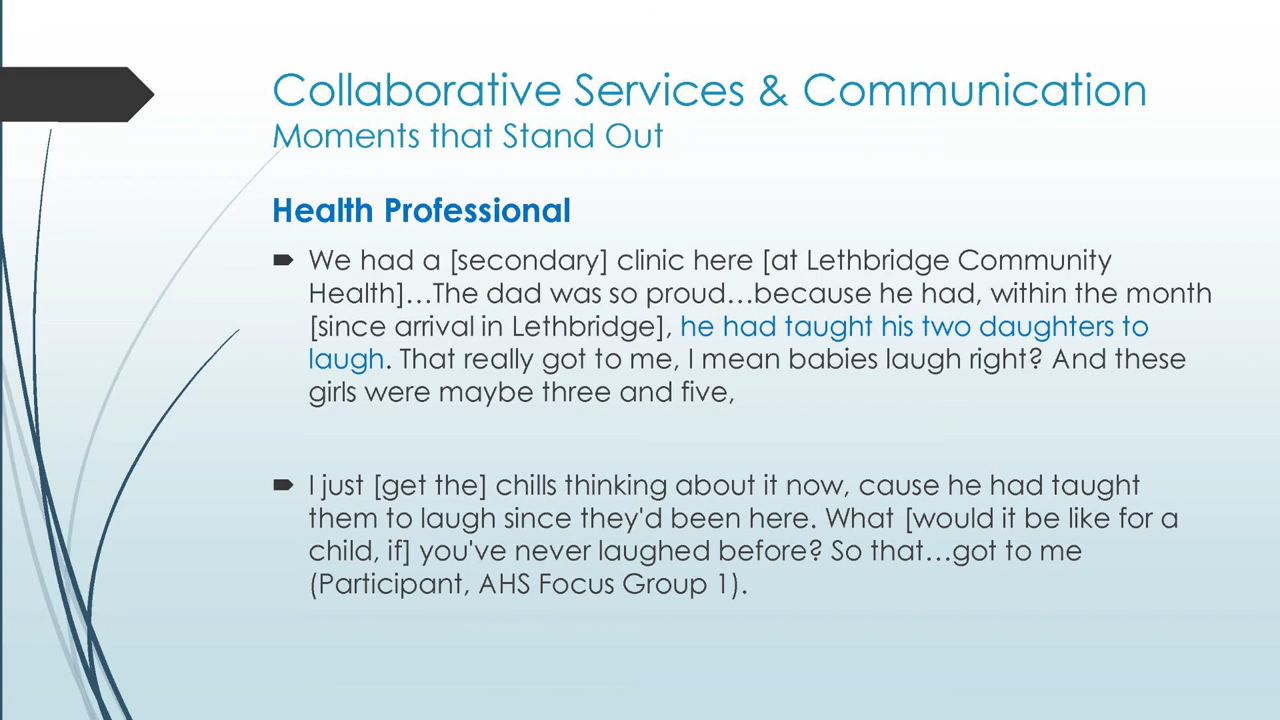 Collaborative Services & Communication
Moments that Stand Out
Health Professional
We had a [secondary] clinic here [at Lethbridge Community
Health]…The dad was so proud…because he had, within the month
[since arrival in Lethbridge], he had taught his two daughters to
laugh. That really got to me, I mean babies laugh right? And these
girls were maybe three and five,
I just [get the] chills thinking about it now, cause he had taught
them to laugh since they'd been here. What [would it be like for a
child, if] you've never laughed before? So that…got to me
(Participant, AHS Focus Group 1).